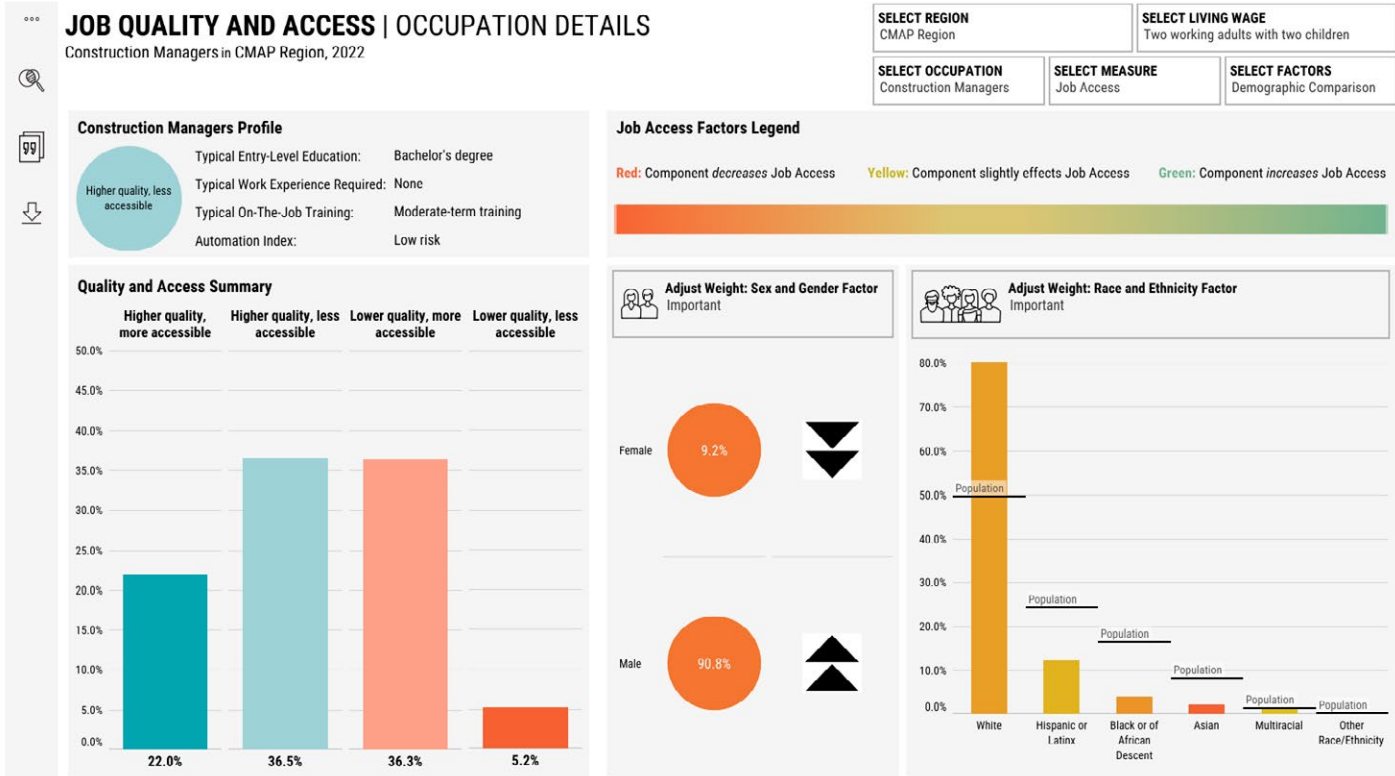 JOB QUALITY AND ACCESS | OCCUPATION DETAILS
Construction Managers in CMAP Region, 2022
SELECT REGION
CMAP Region
SELECT LIVING WAGE
Two working adults with two children
SELECT OCCUPATION
Construction Managers
SELECT MEASURE
Job Access
SELECT FACTORS
Demographic Comparison
Construction Managers Profile
Higher quality, less
accessible
Typical Entry-Level Education: Bachelor's degree
Typical Work Experience Required: None
Typical On-The-Job Training: Moderate-term training
Automation Index: Low risk
Job Access Factors Legend
Red: Component decreases Job Access
Yellow: Component slightly effects Job Access
Green: Component increases Job Access
Quality and Access Summary
Higher quality,
more accessible
Higher quality, less
accessible
Lower quality, more
accessible
Lower quality, less
accessible
50.0%
45.0%
40.0%
35.0%
30.0%
25.0%
20.0%
15.0%
10.0%
5.0%
0.0%
22.0%
36.5%
36.3%
5.2%
Adjust Weight: Sex and Gender Factor
Important
Female
9.2%
Male
90.8%
Adjust Weight: Race and Ethnicity Factor
Important
80.0%
70.0%
60.0%
50.0%
40.0%
30.0%
20.0%
10.0%
0.0%
Population
Population
Population
Population
Population
Population
White
Hispanic or
Latinx
Black or of
African
Descent
Asian
Multiracial
Other
Race/Ethnicity